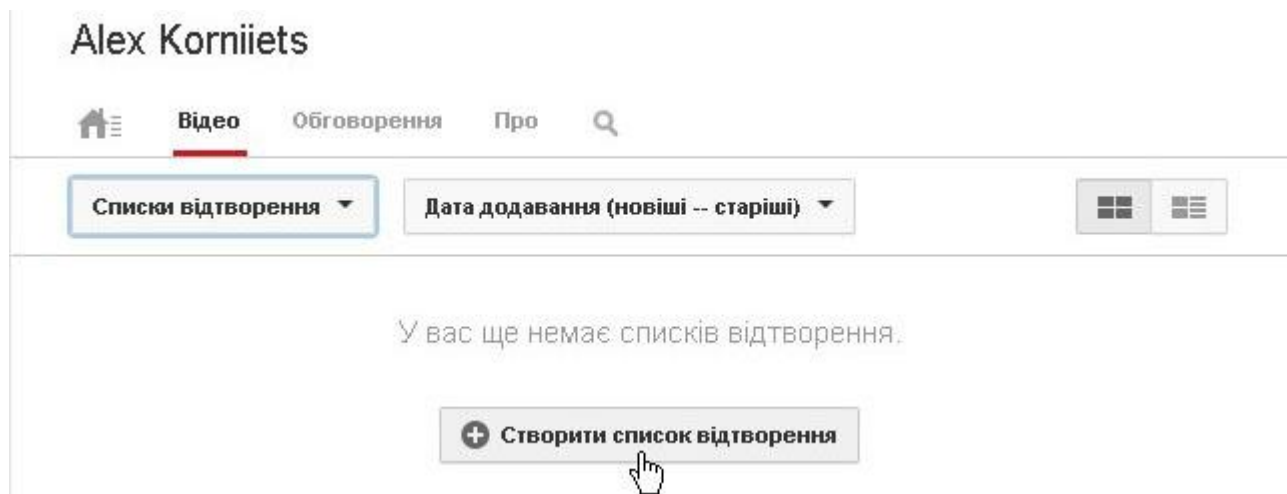 Alex Korniiets
Відео Обговорення Про
Списки відтворення Дата додавання (новіші -- старіші)
У вас ще немає списків відтворення.
Створити список відтворення